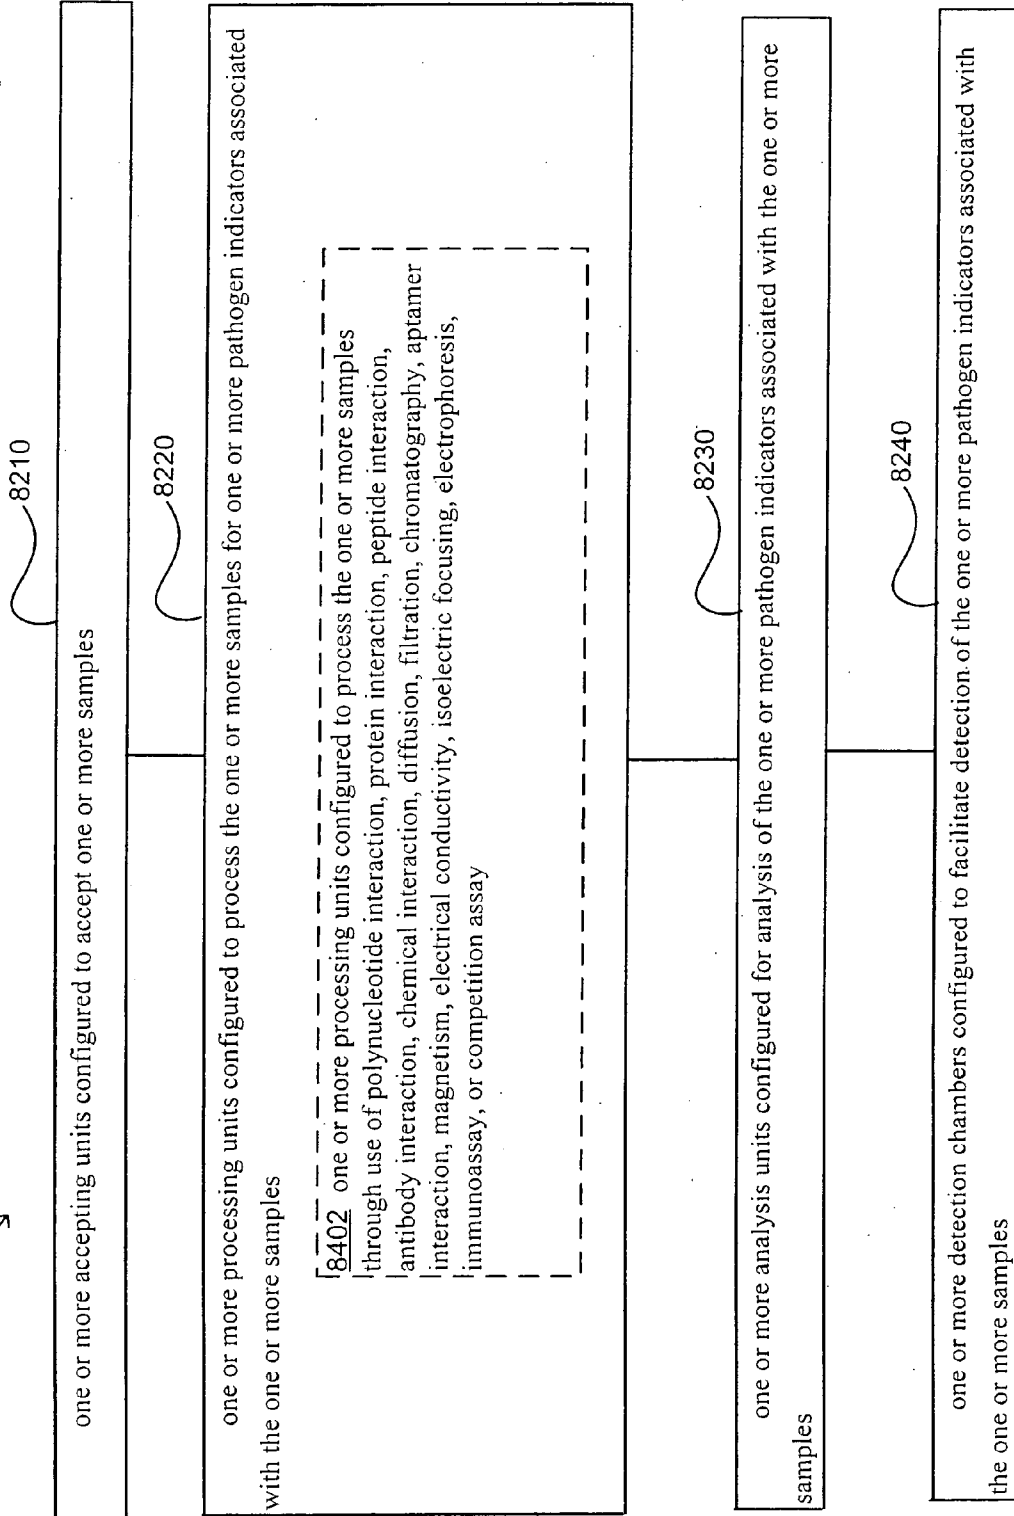 8210
one or more accepting units configured to accept one or more samples
8220
one or more processing units configured to process the one or more samples for one or more pathogen indicators associated
with the one or more samples
8402 one or more processing units configured to process the one or more samples
through use of polynucleotide interaction, protein interaction, peptide interaction,
antibody interaction, chemical interaction, diffusion, filtration, chromatography, aptamer
interaction, magnetism, electrical conductivity, isoelectric focusing, electrophoresis,
immunoassay, or competition assay
8230
one or more analysis units configured for analysis of the one or more pathogen indicators associated with the one or more
samples
8240
one or more detection chambers configured to facilitate detection of the one or more pathogen indicators associated with
the one or more samples